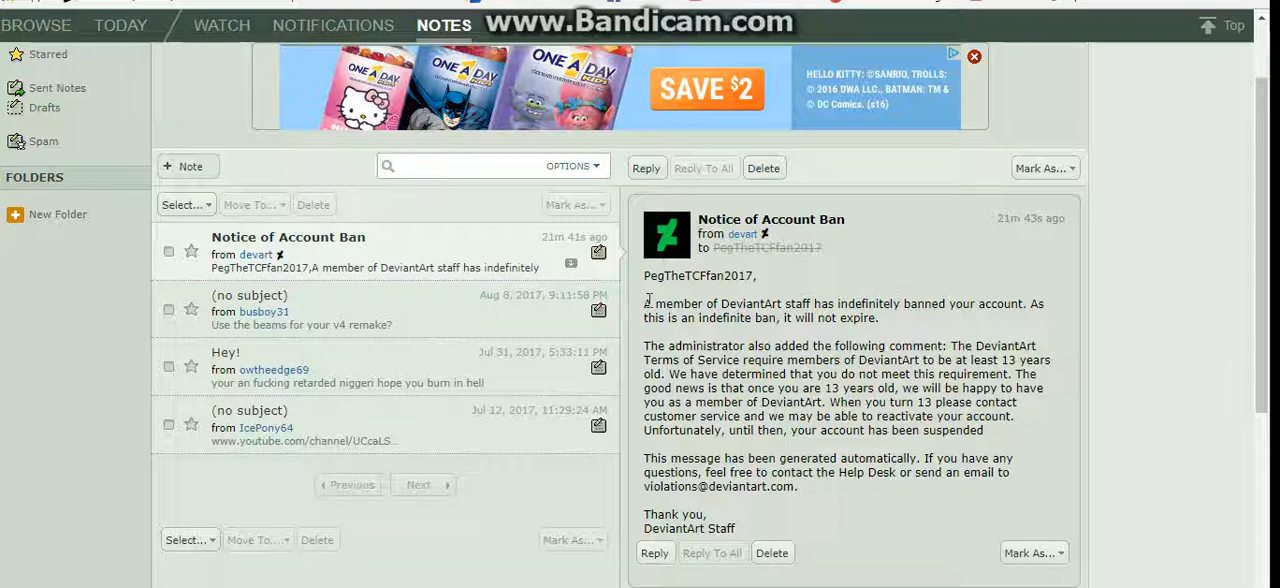 www.Bandicam.com
BROWSE TODAY WATCH NOTIFICATIONS NOTES Top
Starred
Sent Notes
Drafts
Spam
FOLDERS
New Folder
ONE A DAY KIDS ONE A DAY KIDS ONE A DAY KIDS
SAVE $2
HELLO KITTY: ©SANRIO, TROLLS:
© 2016 DWA LLC., BATMAN: TM &
© DC Comics. (s16)
+ Note OPTIONS
Select... Move To... Delete Mark As...
Notice of Account Ban 21m 41s ago
from devart
PegTheTCFfan2017,A member of DeviantArt staff has indefinitely
(no subject) Aug 8, 2017, 9:11:58 PM
from busboy31
Use the beams for your v4 remake?
Hey! Jul 31, 2017, 5:33:11 PM
from owtheedge69
your an fucking retarded niggeri hope you burn in hell
(no subject) Jul 12, 2017, 11:29:24 AM
from IcePony64
www.youtube.com/channel/UCcaLS...
Previous Next
Select... Move To... Delete Mark As...
Reply Reply To All Delete Mark As...
Notice of Account Ban 21m 43s ago
from devart
to PegTheTCFfan2017
PegTheTCFfan2017,
A member of DeviantArt staff has indefinitely banned your account. As
this is an indefinite ban, it will not expire.
The administrator also added the following comment: The DeviantArt
Terms of Service require members of DeviantArt to be at least 13 years
old. We have determined that you do not meet this requirement. The
good news is that once you are 13 years old, we will be happy to have
you as a member of DeviantArt. When you turn 13 please contact
customer service and we may be able to reactivate your account.
Unfortunately, until then, your account has been suspended
This message has been generated automatically. If you have any
questions, feel free to contact the Help Desk or send an email to
violations@deviantart.com.
Thank you,
DeviantArt Staff
Reply Reply To All Delete Mark As...